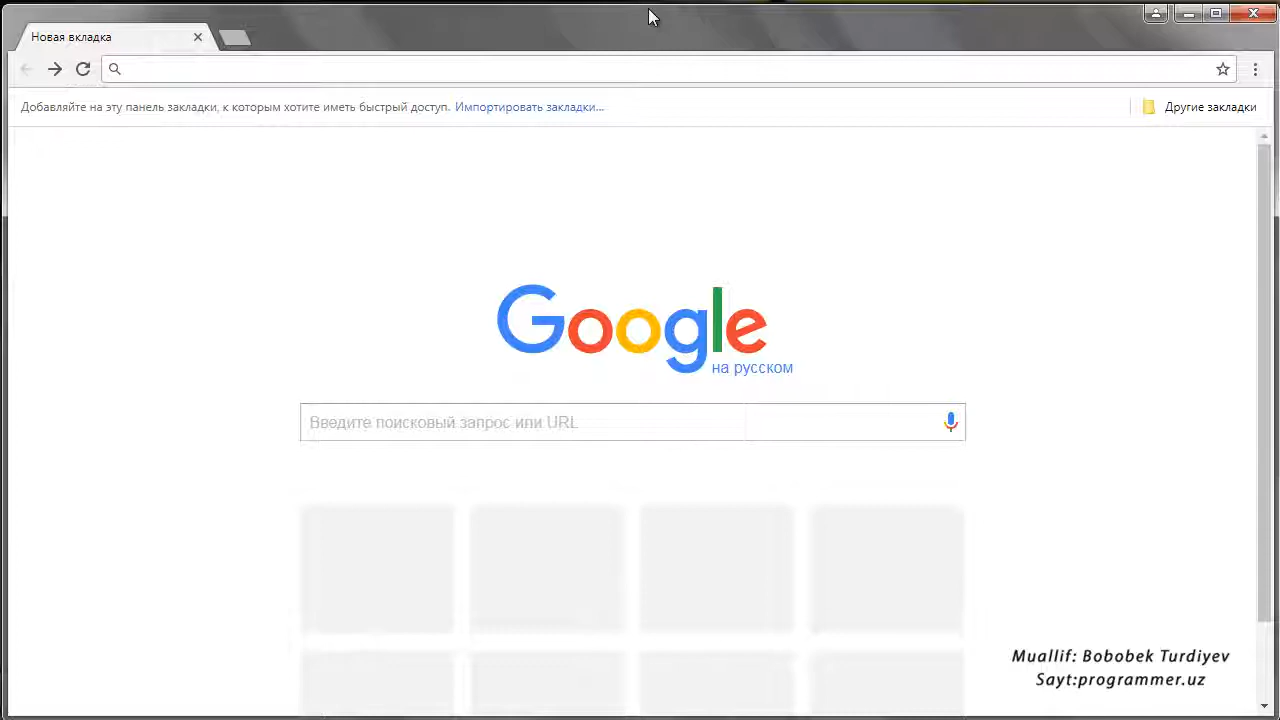 Новая вкладка
Добавляйте на эту панель закладки, к которым хотите иметь быстрый доступ. Импортировать закладки...
Другие закладки
Google
на русском
Введите поисковый запрос или URL
Muallif: Bobobek Turdiyev
Sayt:programmer.uz